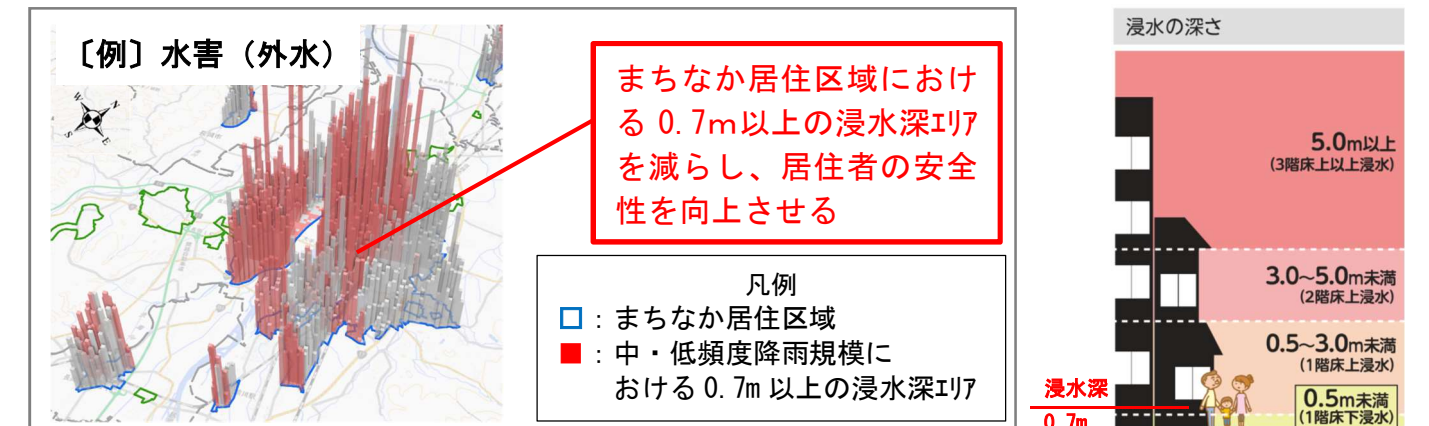 〔例〕水害（外水）
まちなか居住区域におけ
る 0.7ｍ以上の浸水深ｴﾘｱ
を減らし、居住者の安全
性を向上させる
凡例
：まちなか居住区域
：中・低頻度降雨規模に
おける 0.7m 以上の浸水深ｴﾘｱ
浸水の深さ
5.0m以上
(3階床上以上浸水)
3.0~5.0m未満
(2階床上浸水)
0.5~3.0m未満
(1階床上浸水)
0.5m未満
(1階床下浸水)
浸水深
0.7m
N
E
S
W